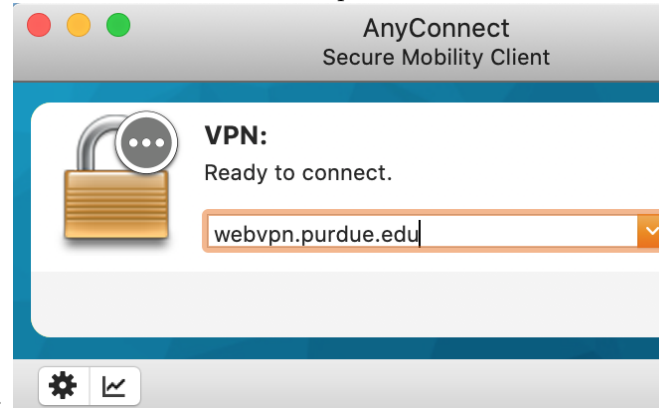 AnyConnect
Secure Mobility Client
VPN:
Ready to connect.
webvpn.purdue.edu